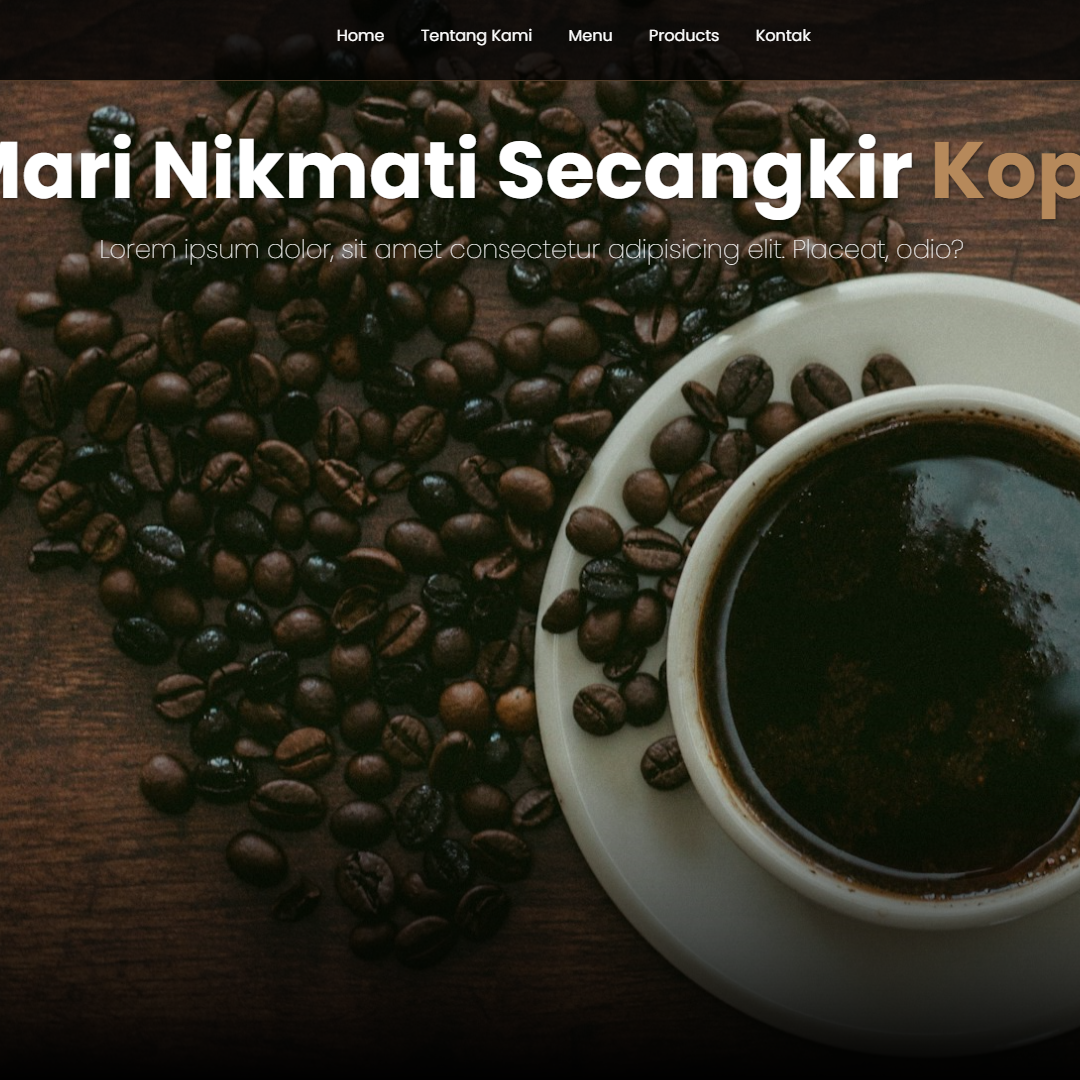 Home Tentang Kami Menu Products Kontak
Mari Nikmati Secangkir Kop
Lorem ipsum dolor, sit amet consectetur adipisicing elit. Placeat, odio?